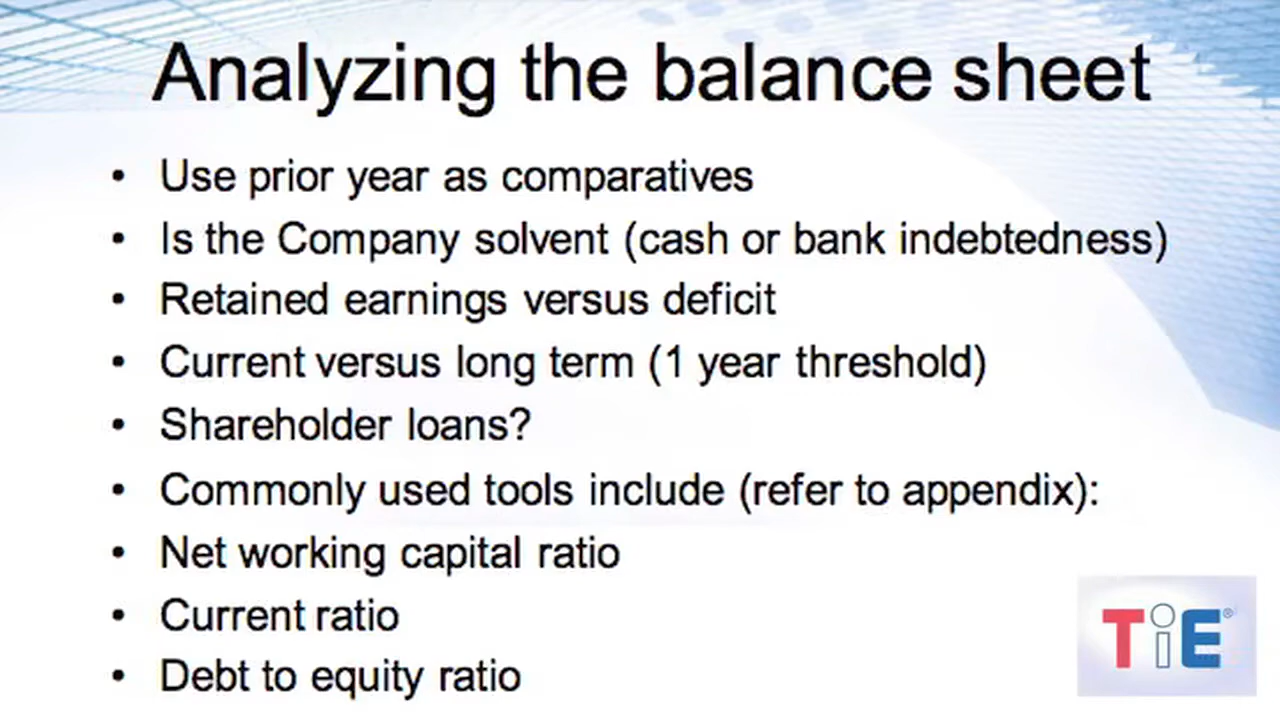 Analyzing the balance sheet
• Use prior year as comparatives
• Is the Company solvent (cash or bank indebtedness)
• Retained earnings versus deficit
• Current versus long term (1 year threshold)
• Shareholder loans?
• Commonly used tools include (refer to appendix):
• Net working capital ratio
• Current ratio
• Debt to equity ratio
TiE®